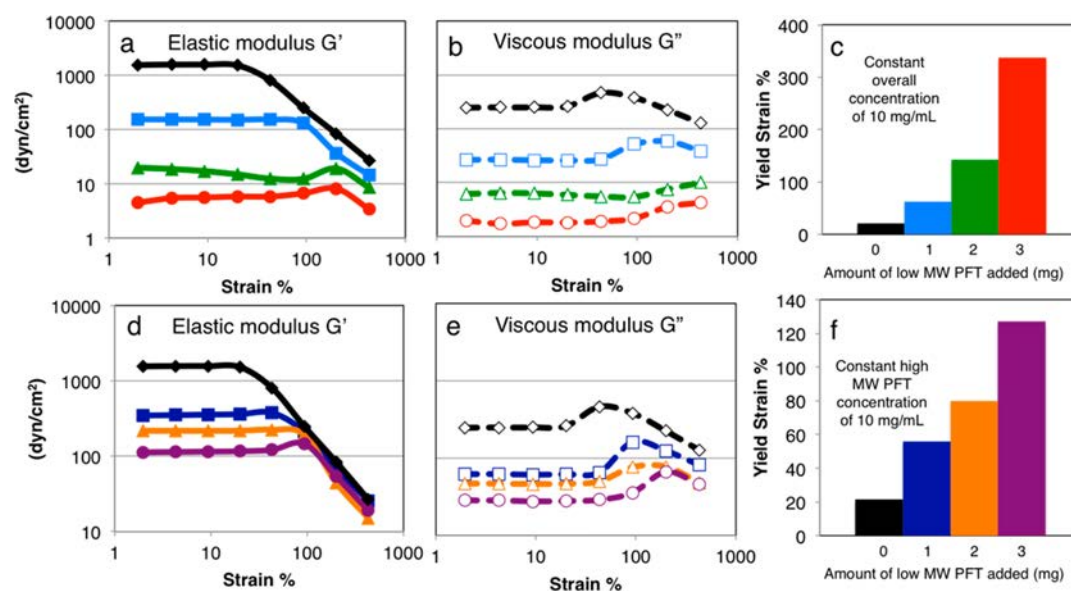 a Elastic modulus G'
(dyn/cm²)
10000
1000
100
10
1
1 10 100 1000
Strain %
b Viscous modulus G"
1 10 100 1000
Strain %
c
Constant
overall
concentration
of 10 mg/mL
Yield Strain %
400
300
200
100
0
0 1 2 3
Amount of low MW PFT added (mg)
d Elastic modulus G'
(dyn/cm²)
10000
1000
100
10
1 10 100 1000
Strain %
e Viscous modulus G"
1 10 100 1000
Strain %
f
Constant high
MW PFT
concentration
of 10 mg/mL
Yield Strain %
140
120
100
80
60
40
20
0
0 1 2 3
Amount of low MW PFT added (mg)